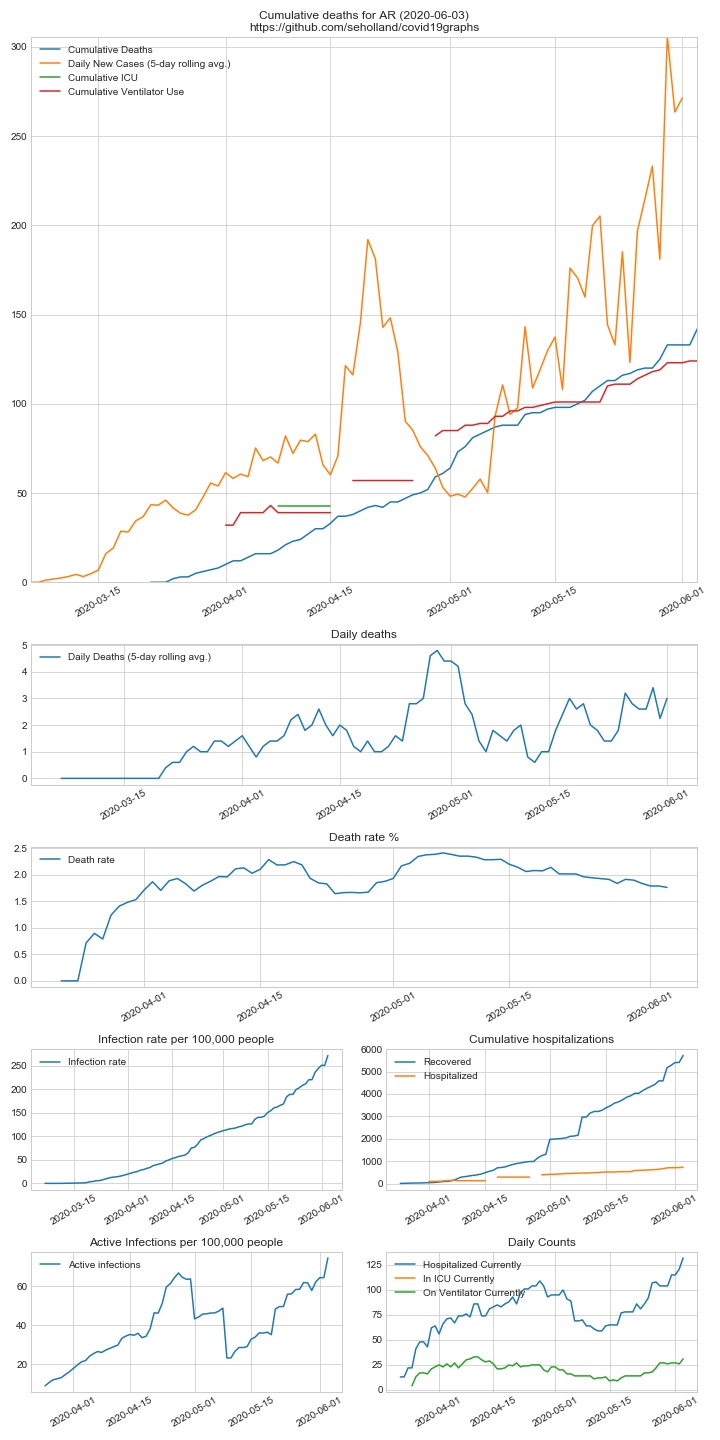 Cumulative deaths for AR (2020-06-03)
https://github.com/seholland/covid19graphs
Cumulative Deaths
Daily New Cases (5-day rolling avg.)
Cumulative ICU
Cumulative Ventilator Use
300
250
200
150
100
50
0
2020-03-15 2020-04-01 2020-04-15 2020-05-01 2020-05-15 2020-06-01
Daily deaths
Daily Deaths (5-day rolling avg.)
5
4
3
2
1
0
2020-03-15 2020-04-01 2020-04-15 2020-05-01 2020-05-15 2020-06-01
Death rate %
Death rate
2.5
2.0
1.5
1.0
0.5
0.0
2020-04-01 2020-04-15 2020-05-01 2020-05-15 2020-06-01
Infection rate per 100,000 people
Infection rate
250
200
150
100
50
0
2020-03-15 2020-04-01 2020-04-15 2020-05-01 2020-05-15 2020-06-01
Cumulative hospitalizations
Recovered
Hospitalized
6000
5000
4000
3000
2000
1000
0
2020-04-01 2020-04-15 2020-05-01 2020-05-15 2020-06-01
Active Infections per 100,000 people
Active infections
60
40
20
2020-04-01 2020-04-15 2020-05-01 2020-05-15 2020-06-01
Daily Counts
Hospitalized Currently
In ICU Currently
On Ventilator Currently
125
100
75
50
25
0
2020-04-01 2020-04-15 2020-05-01 2020-05-15 2020-06-01